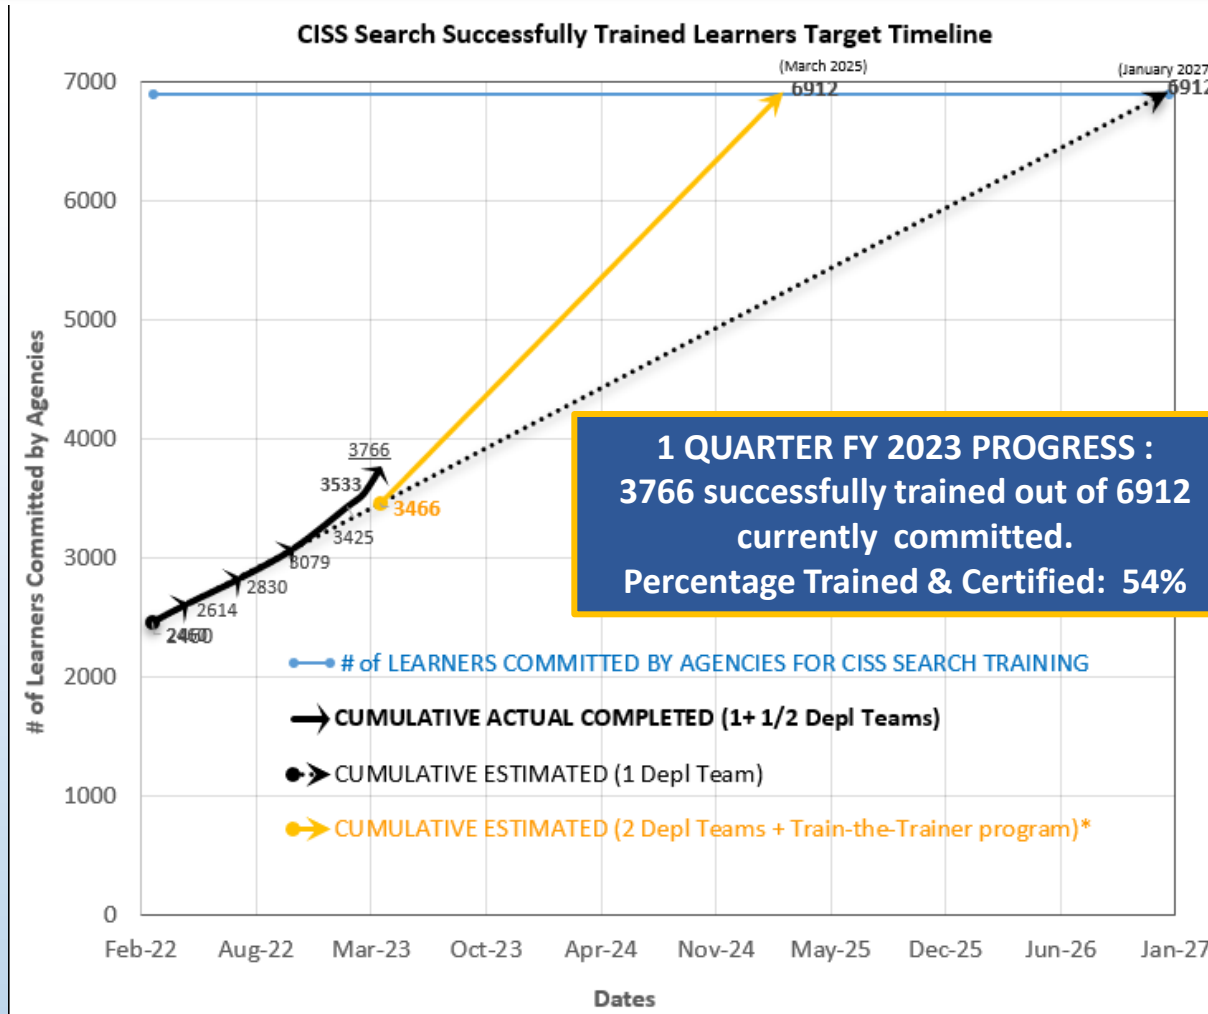 CISS Search Successfully Trained Learners Target Timeline
(March 2025)
(January 2027
7000
6912
6912
6000
5000
4000
3000
2000
1000
0
# of Learners Committed by Agencies
3766
3533
3466
3425
3079
2830
2614
2460
1 QUARTER FY 2023 PROGRESS :
3766 successfully trained out of 6912
currently committed.
Percentage Trained & Certified: 54%
# of LEARNERS COMMITTED BY AGENCIES FOR CISS SEARCH TRAINING
CUMULATIVE ACTUAL COMPLETED (1+ 1/2 Depl Teams)
CUMULATIVE ESTIMATED (1 Depl Team)
CUMULATIVE ESTIMATED (2 Depl Teams + Train-the-Trainer program)*
Feb-22 Aug-22 Mar-23 Oct-23 Apr-24 Nov-24 May-25 Dec-25 Jun-26 Jan-27
Dates